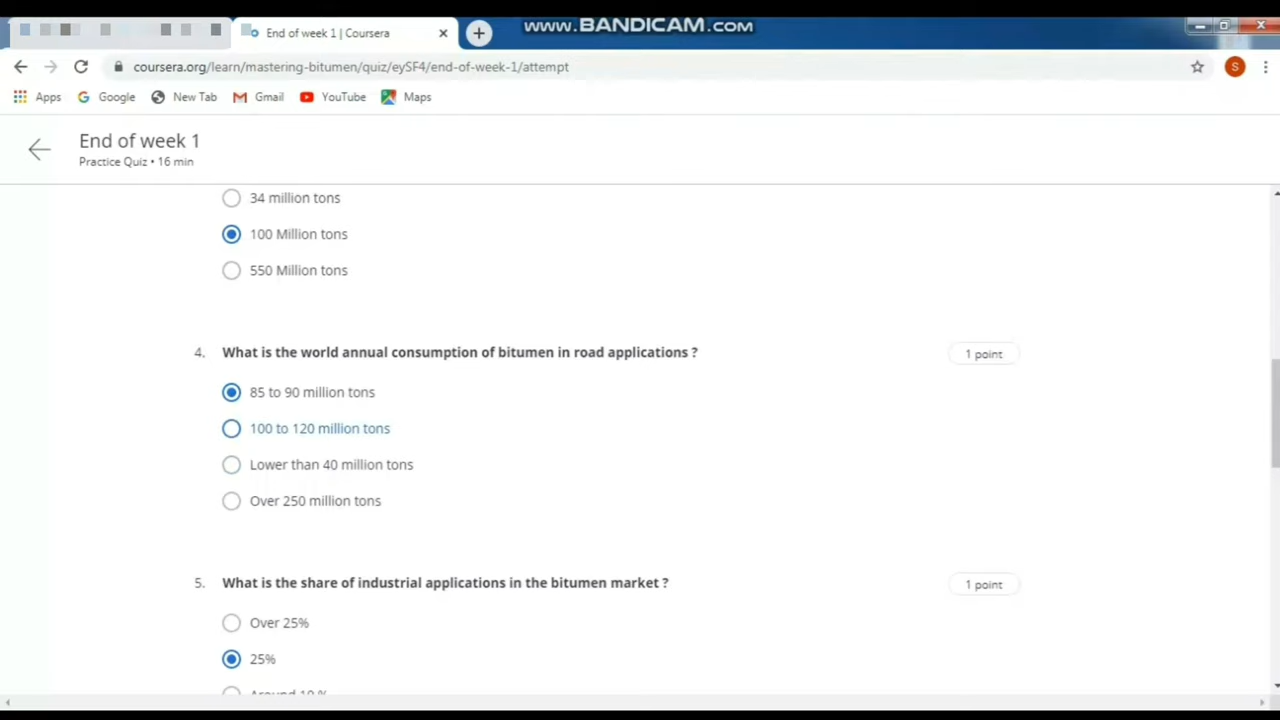 WWW.BANDICAM.COM
End of week 1 | Coursera
coursera.org/learn/mastering-bitumen/quiz/eySF4/end-of-week-1/attempt
S
Apps Google New Tab Gmail YouTube Maps
End of week 1
Practice Quiz • 16 min
34 million tons
100 Million tons
550 Million tons
4. What is the world annual consumption of bitumen in road applications ? 1 point
85 to 90 million tons
100 to 120 million tons
Lower than 40 million tons
Over 250 million tons
5. What is the share of industrial applications in the bitumen market ? 1 point
Over 25%
25%
Around 10 %